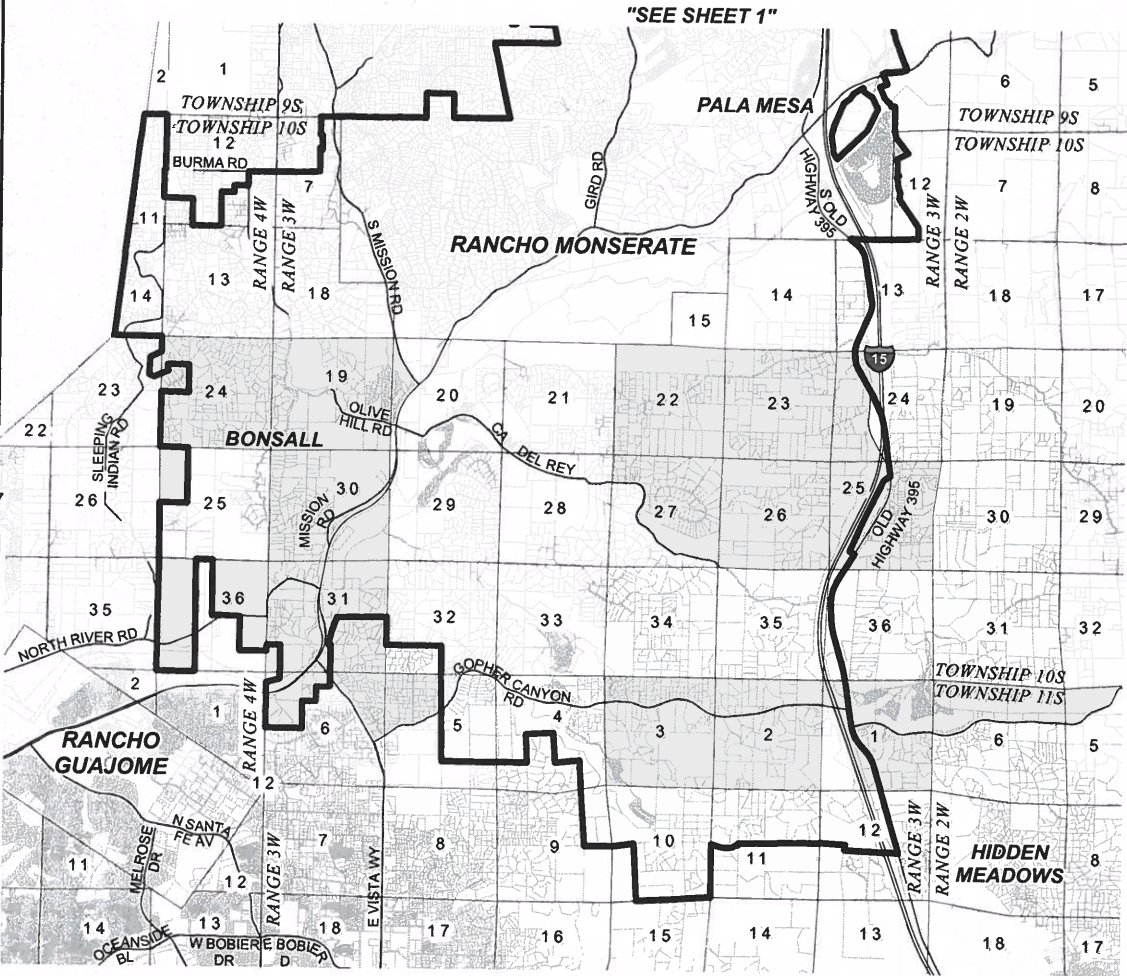 "SEE SHEET 1"
2
1
6
5
TOWNSHIP 9S
TOWNSHIP 10S
PALA MESA
TOWNSHIP 9S
TOWNSHIP 10S
12
BURMA RD
7
GIRD RD
S OLD
HIGHWAY 395
12
7
8
11
RANGE 4W
RANGE 3W
S MISSION RD
RANCHO MONSERATE
RANGE 3W
RANGE 2W
14
13
18
15
14
13
18
17
15
23
24
19
20
21
22
23
24
19
20
22
SLEEPING
INDIAN RD
BONSALL
OLIVE
HILL RD
CA DEL REY
26
25
30
MISSION
RD
29
28
27
26
25
OLD
HIGHWAY 395
30
29
35
36
31
32
33
34
35
36
31
32
NORTH RIVER RD
2
GOPHER CANYON
RD
TOWNSHIP 10S
TOWNSHIP 11S
1
RANGE 4W
6
5
4
3
2
1
6
5
RANCHO
GUAJOME
12
N SANTA
FE AV
MELROSE
DR
11
12
RANGE 3W
7
E VISTA WY
8
9
10
11
12
RANGE 3W
RANGE 2W
HIDDEN
MEADOWS
8
14
OCEANSIDE
BL
13
W BOBIER
DR
E BOBIER
D
18
17
16
15
14
13
18
17